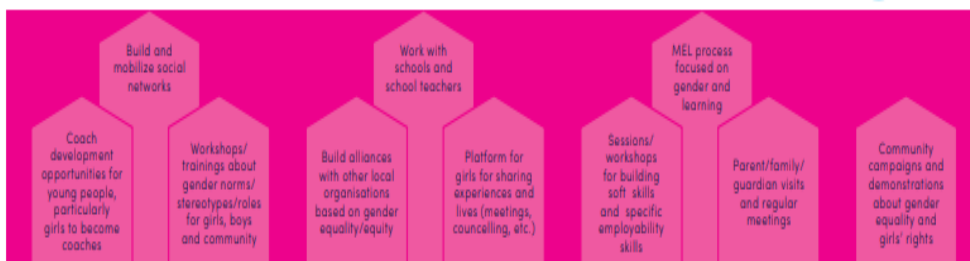 Build and
mobilize social
networks
Work with
schools and
school teachers
MEL process
focused on
gender and
learning
Coach
development
opportunities for
young people,
particularly
girls to become
coaches
Workshops/
trainings about
gender norms/
stereotypes/roles
for girls, boys
and community
Build alliances
with other local
organisations
based on gender
equality/equity
Platform for
girls for sharing
experiences and
lives (meetings,
councelling, etc.)
Sessions/
workshops
for building
soft skills
and specific
employability
skills
Parent/family/
guardian visits
and regular
meetings
Community
campaigns and
demonstrations
about gender
equality and
girls' rights